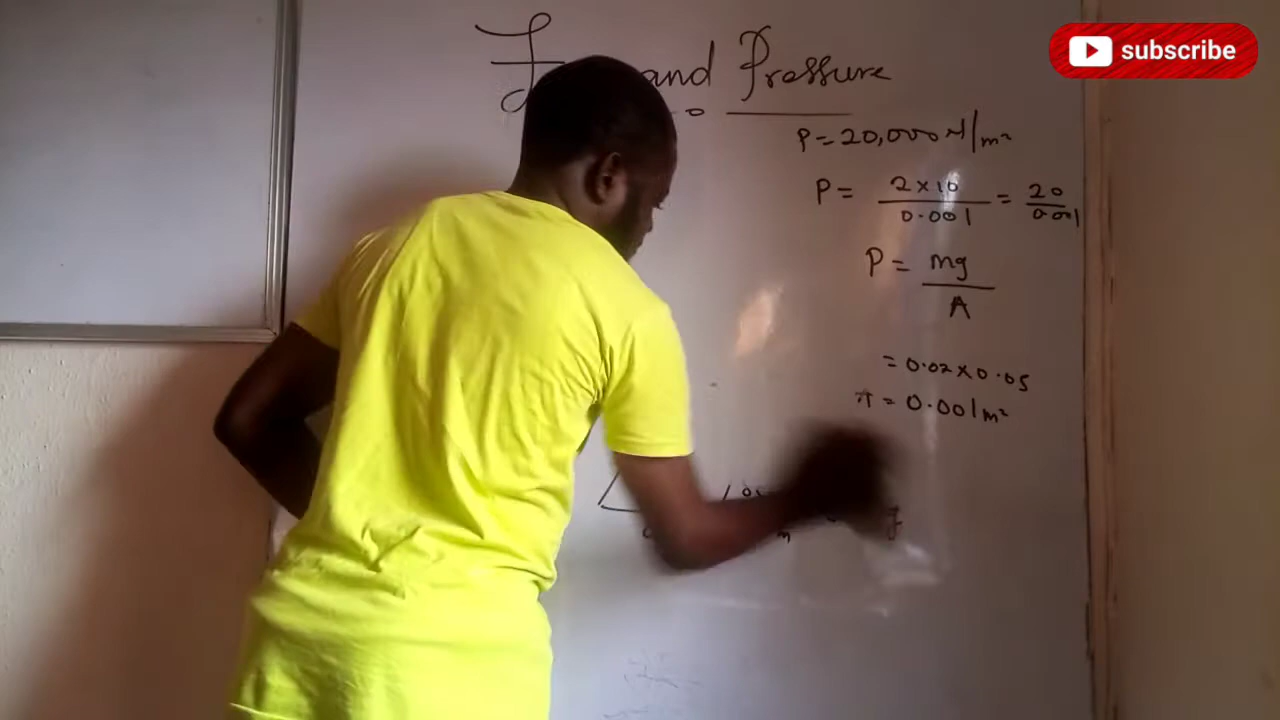 and Pressure
P = 20,000 N/m²
P = 2 × 10 / 0.001 = 20 / 0.001
P = mg / A
= 0.02 × 0.05
A = 0.001 m²
subscribe